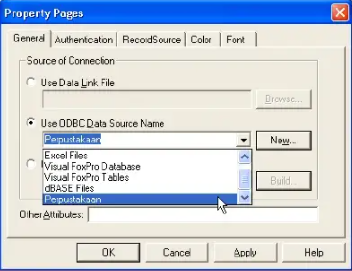 Property Pages
General Authentication RecordSource Color Font
Source of Connection
Use Data Link File
Browse...
Use ODBC Data Source Name
Perpustakaan
New...
Excel Files
Visual FoxPro Database
Visual FoxPro Tables
dBASE Files
Perpustakaan
Build...
Other Attributes:
OK Cancel Apply Help